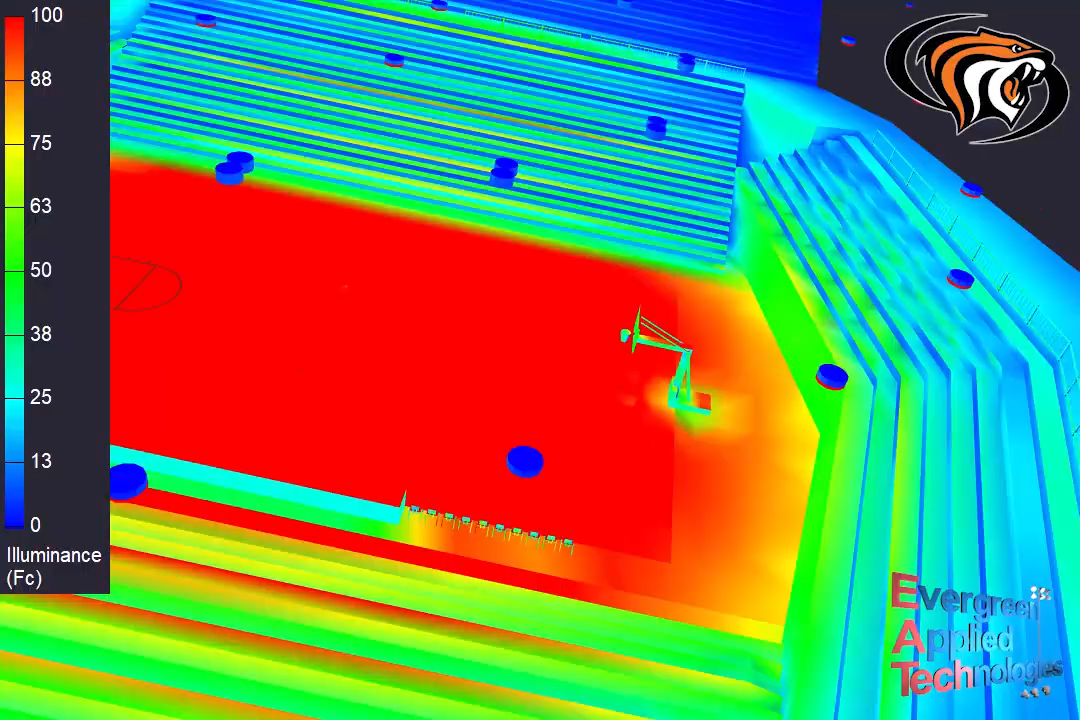 100
88
75
63
50
38
25
13
0
Illuminance
(Fc)
Evergreen
Applied
Technologies